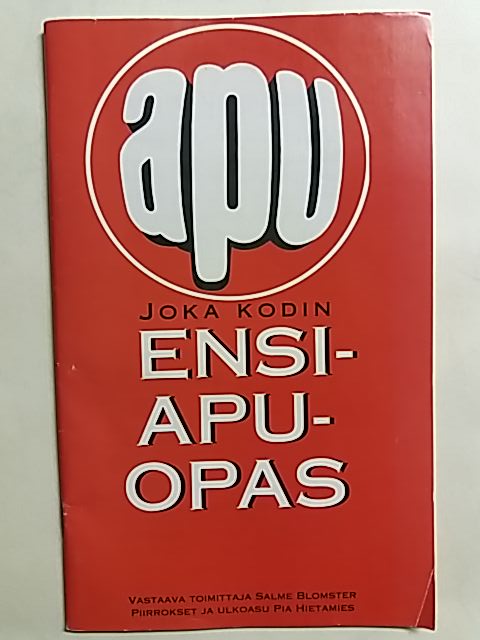 apu
JOKA KODIN
ENSI-
APU-
OPAS
VASTAAVA TOIMITTAJA SALME BLOMSTER
PIIRROKSET JA ULKOASU PIA HIETAMIES